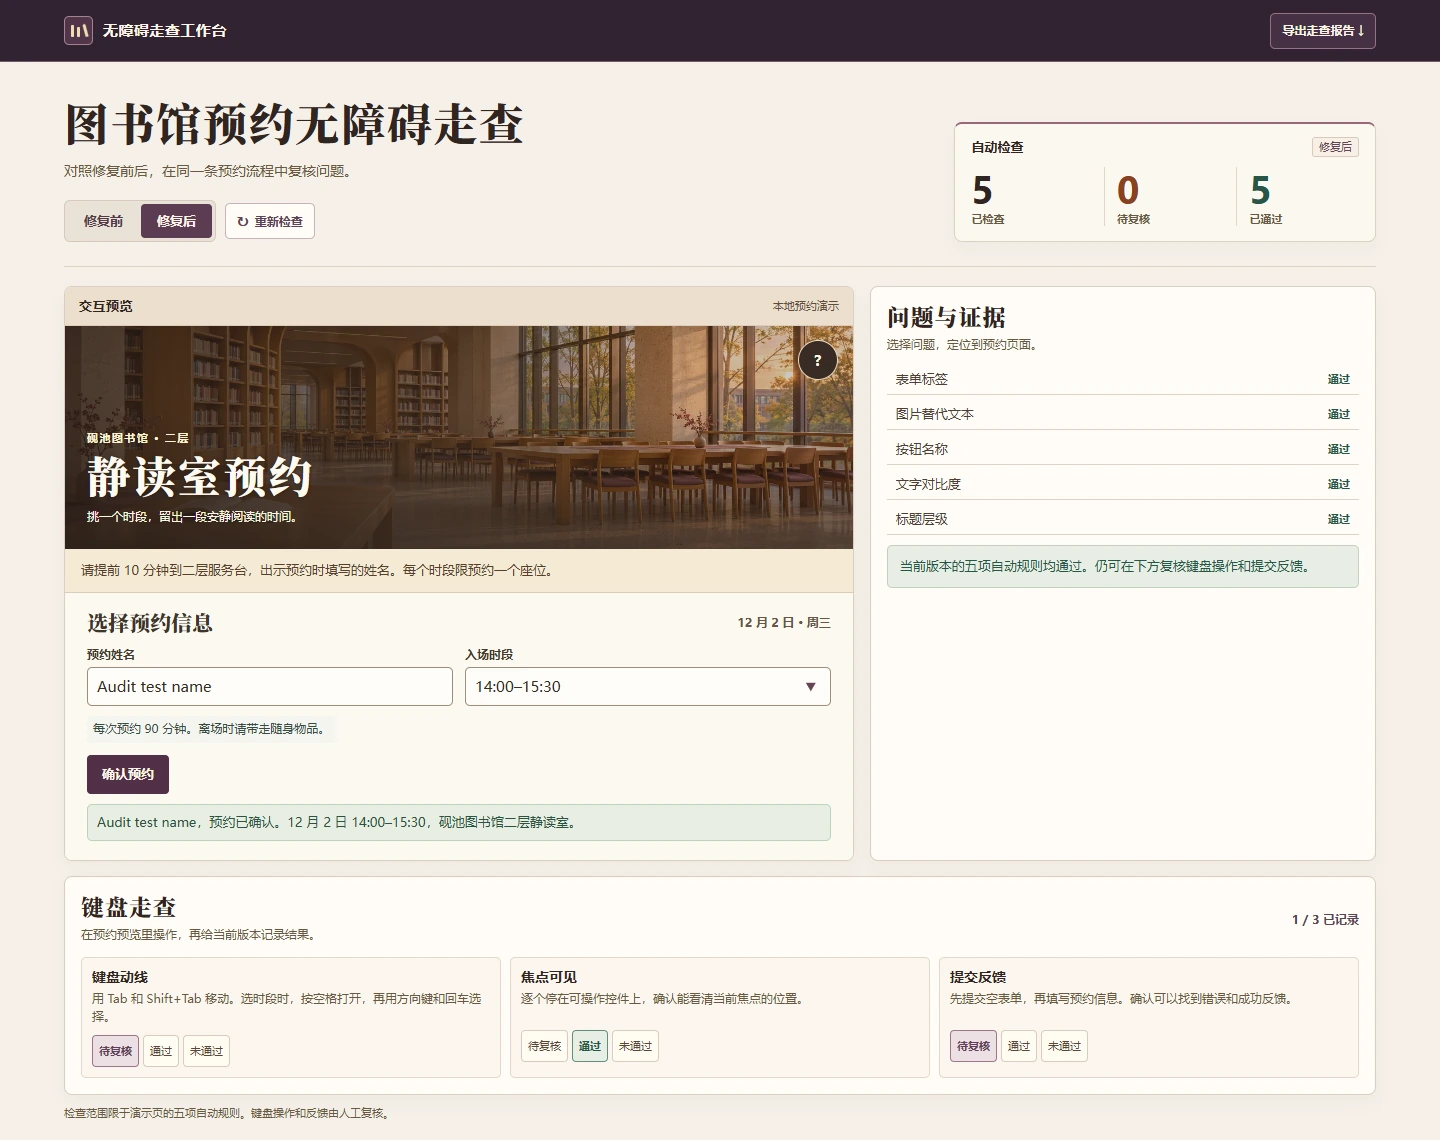 无障碍走查工作台
导出走查报告 ↓
图书馆预约无障碍走查
对照修复前后，在同一条预约流程中复核问题。
修复前
修复后
↻ 重新检查
自动检查
修复后
5
已检查
0
待复核
5
已通过
交互预览
本地预约演示
?
砚池图书馆 • 二层
静读室预约
挑一个时段，留出一段安静阅读的时间。
请提前 10 分钟到二层服务台，出示预约时填写的姓名。每个时段限预约一个座位。
选择预约信息
12 月 2 日 • 周三
预约姓名
Audit test name
入场时段
14:00–15:30
每次预约 90 分钟。离场时请带走随身物品。
确认预约
Audit test name，预约已确认。12 月 2 日 14:00–15:30，砚池图书馆二层静读室。
问题与证据
选择问题，定位到预约页面。
表单标签 通过
图片替代文本 通过
按钮名称 通过
文字对比度 通过
标题层级 通过
当前版本的五项自动规则均通过。仍可在下方复核键盘操作和提交反馈。
键盘走查
在预约预览里操作，再给当前版本记录结果。
1 / 3 已记录
键盘动线
用 Tab 和 Shift+Tab 移动。选时段时，按空格打开，再用方向键和回车选
择。
待复核 通过 未通过
焦点可见
逐个停在可操作控件上，确认能看清当前焦点的位置。
待复核 通过 未通过
提交反馈
先提交空表单，再填写预约信息。确认可以找到错误和成功反馈。
待复核 通过 未通过
检查范围限于演示页的五项自动规则。键盘操作和反馈由人工复核。